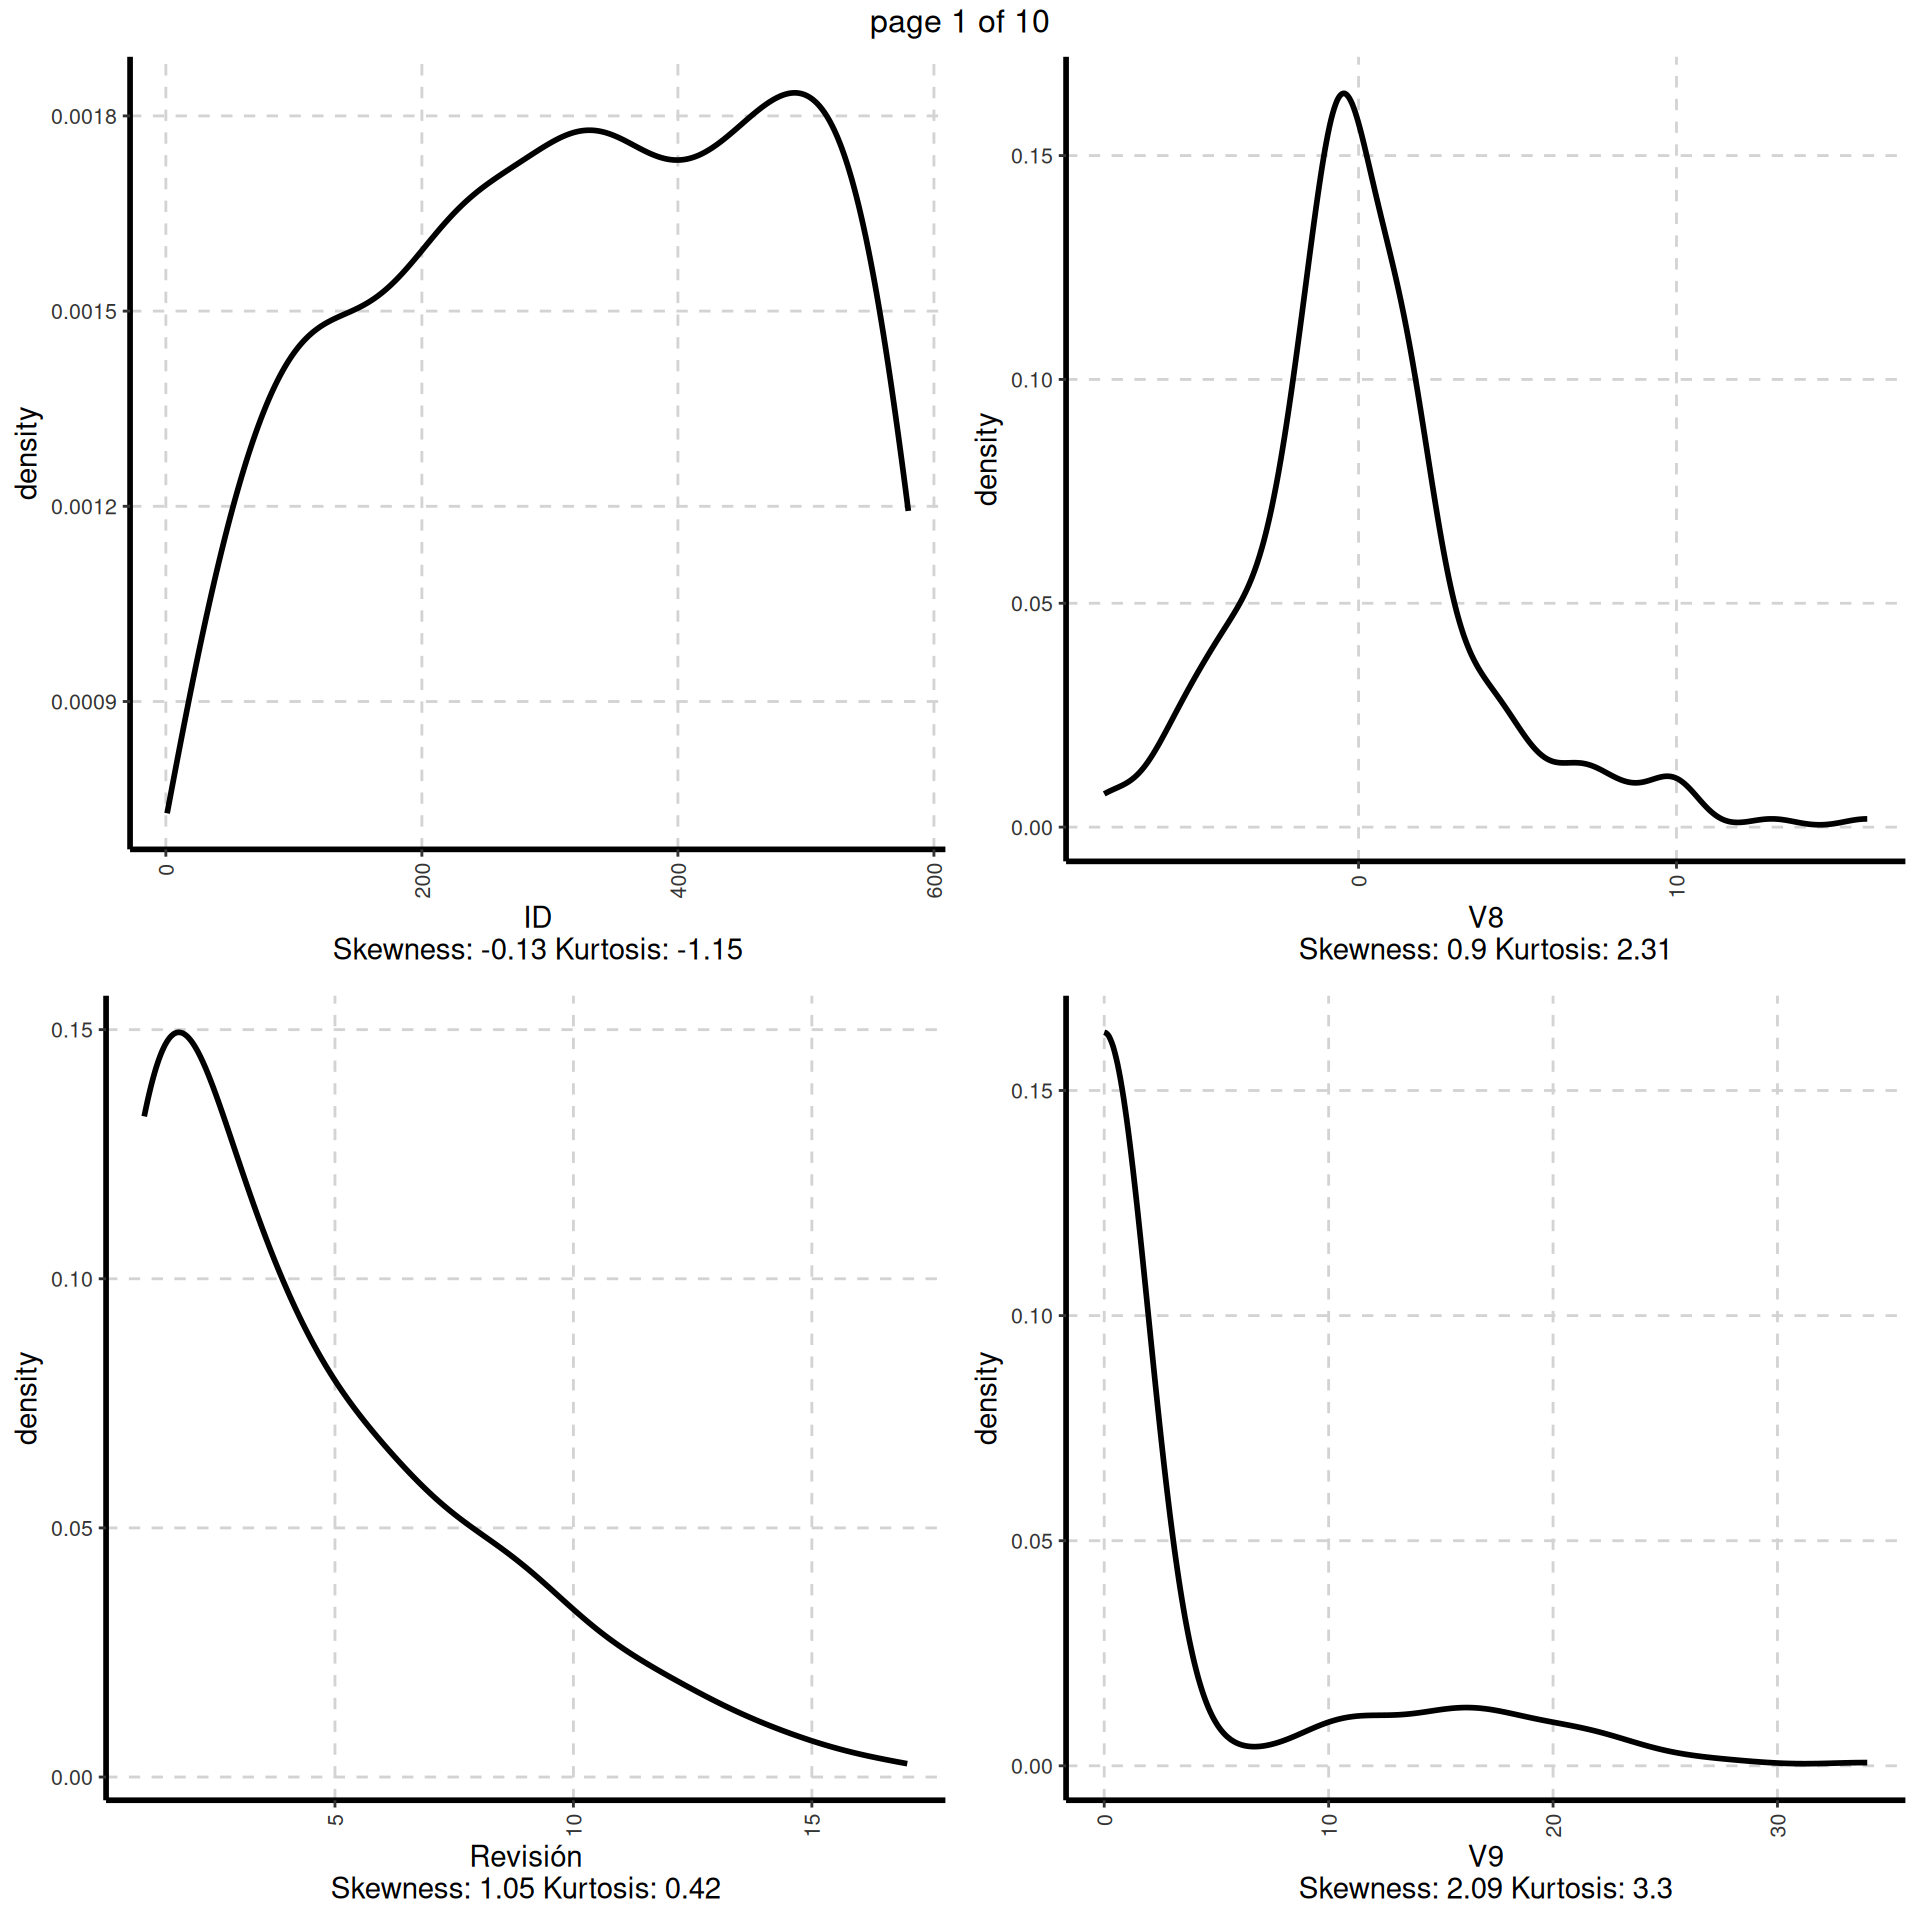 page 1 of 10
density
0.0018
0.0015
0.0012
0.0009
0 200 400 600
ID
Skewness: -0.13 Kurtosis: -1.15
density
0.15
0.10
0.05
0.00
0 10
V8
Skewness: 0.9 Kurtosis: 2.31
density
0.15
0.10
0.05
0.00
5 10 15
Revisión
Skewness: 1.05 Kurtosis: 0.42
density
0.15
0.10
0.05
0.00
0 10 20 30
V9
Skewness: 2.09 Kurtosis: 3.3